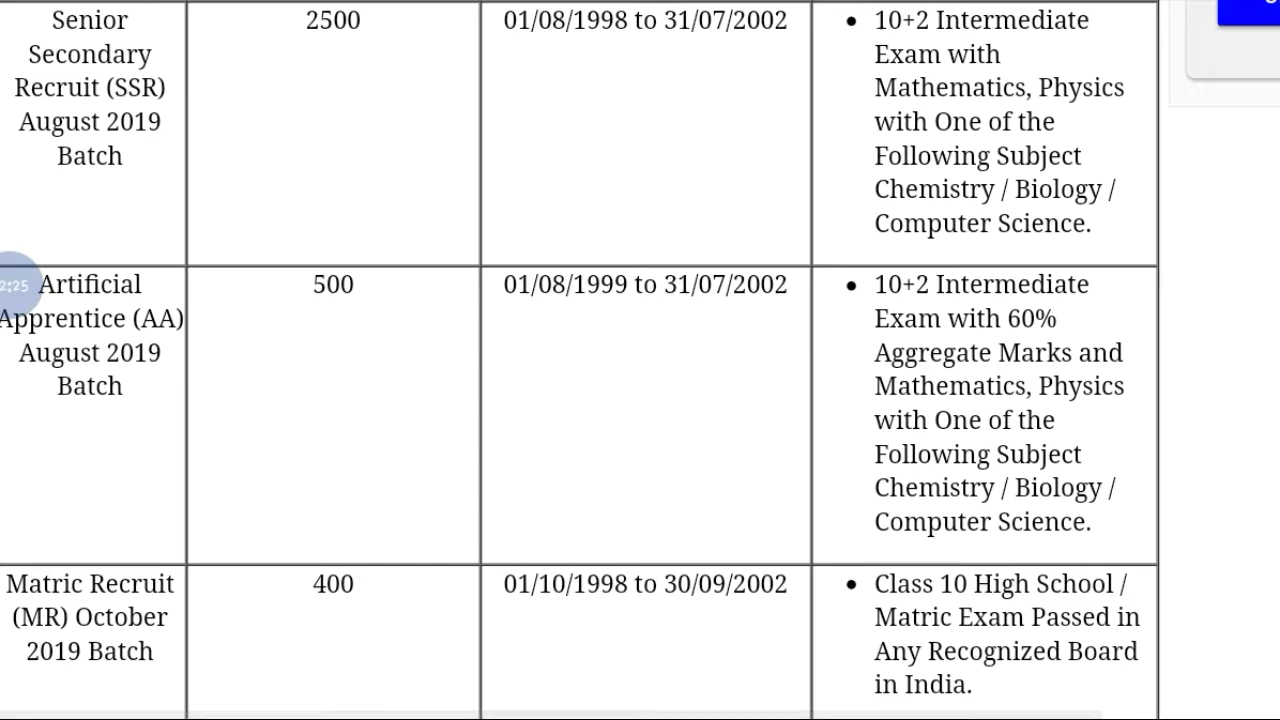 Senior
Secondary
Recruit (SSR)
August 2019
Batch
2500
01/08/1998 to 31/07/2002
• 10+2 Intermediate
Exam with
Mathematics, Physics
with One of the
Following Subject
Chemistry / Biology /
Computer Science.
2:25
Artificial
Apprentice (AA)
August 2019
Batch
500
01/08/1999 to 31/07/2002
• 10+2 Intermediate
Exam with 60%
Aggregate Marks and
Mathematics, Physics
with One of the
Following Subject
Chemistry / Biology /
Computer Science.
Matric Recruit
(MR) October
2019 Batch
400
01/10/1998 to 30/09/2002
• Class 10 High School /
Matric Exam Passed in
Any Recognized Board
in India.